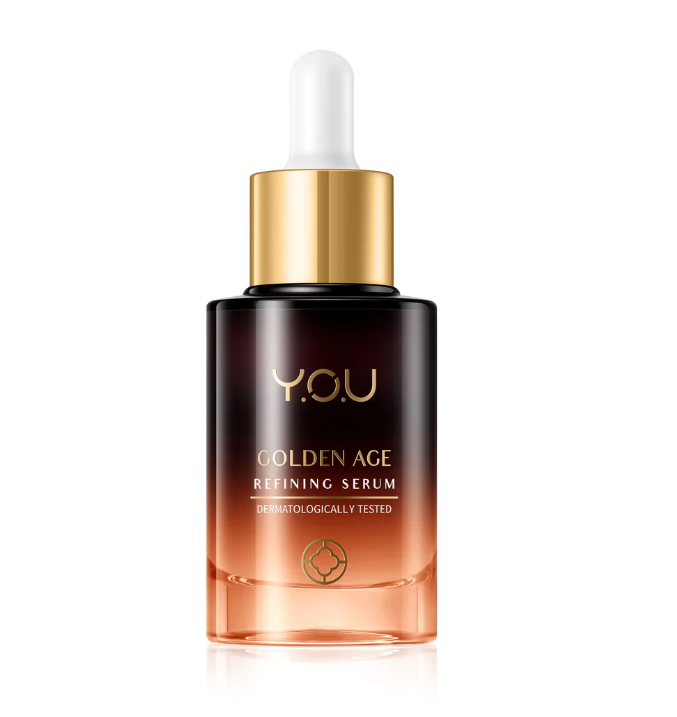 Y.O.U
GOLDEN AGE
REFINING SERUM
DERMATOLOGICALLY TESTED